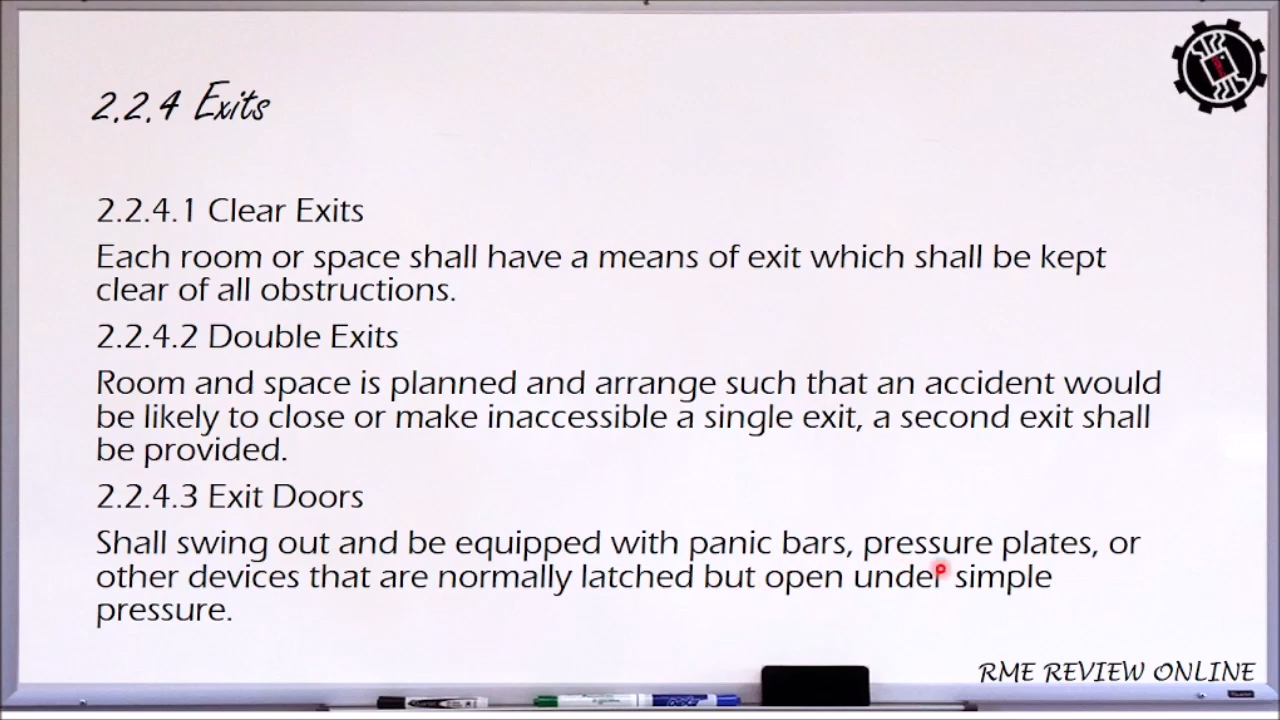 2.2.4 Exits
2.2.4.1 Clear Exits
Each room or space shall have a means of exit which shall be kept
clear of all obstructions.
2.2.4.2 Double Exits
Room and space is planned and arrange such that an accident would
be likely to close or make inaccessible a single exit, a second exit shall
be provided.
2.2.4.3 Exit Doors
Shall swing out and be equipped with panic bars, pressure plates, or
other devices that are normally latched but open under simple
pressure.
RME REVIEW ONLINE